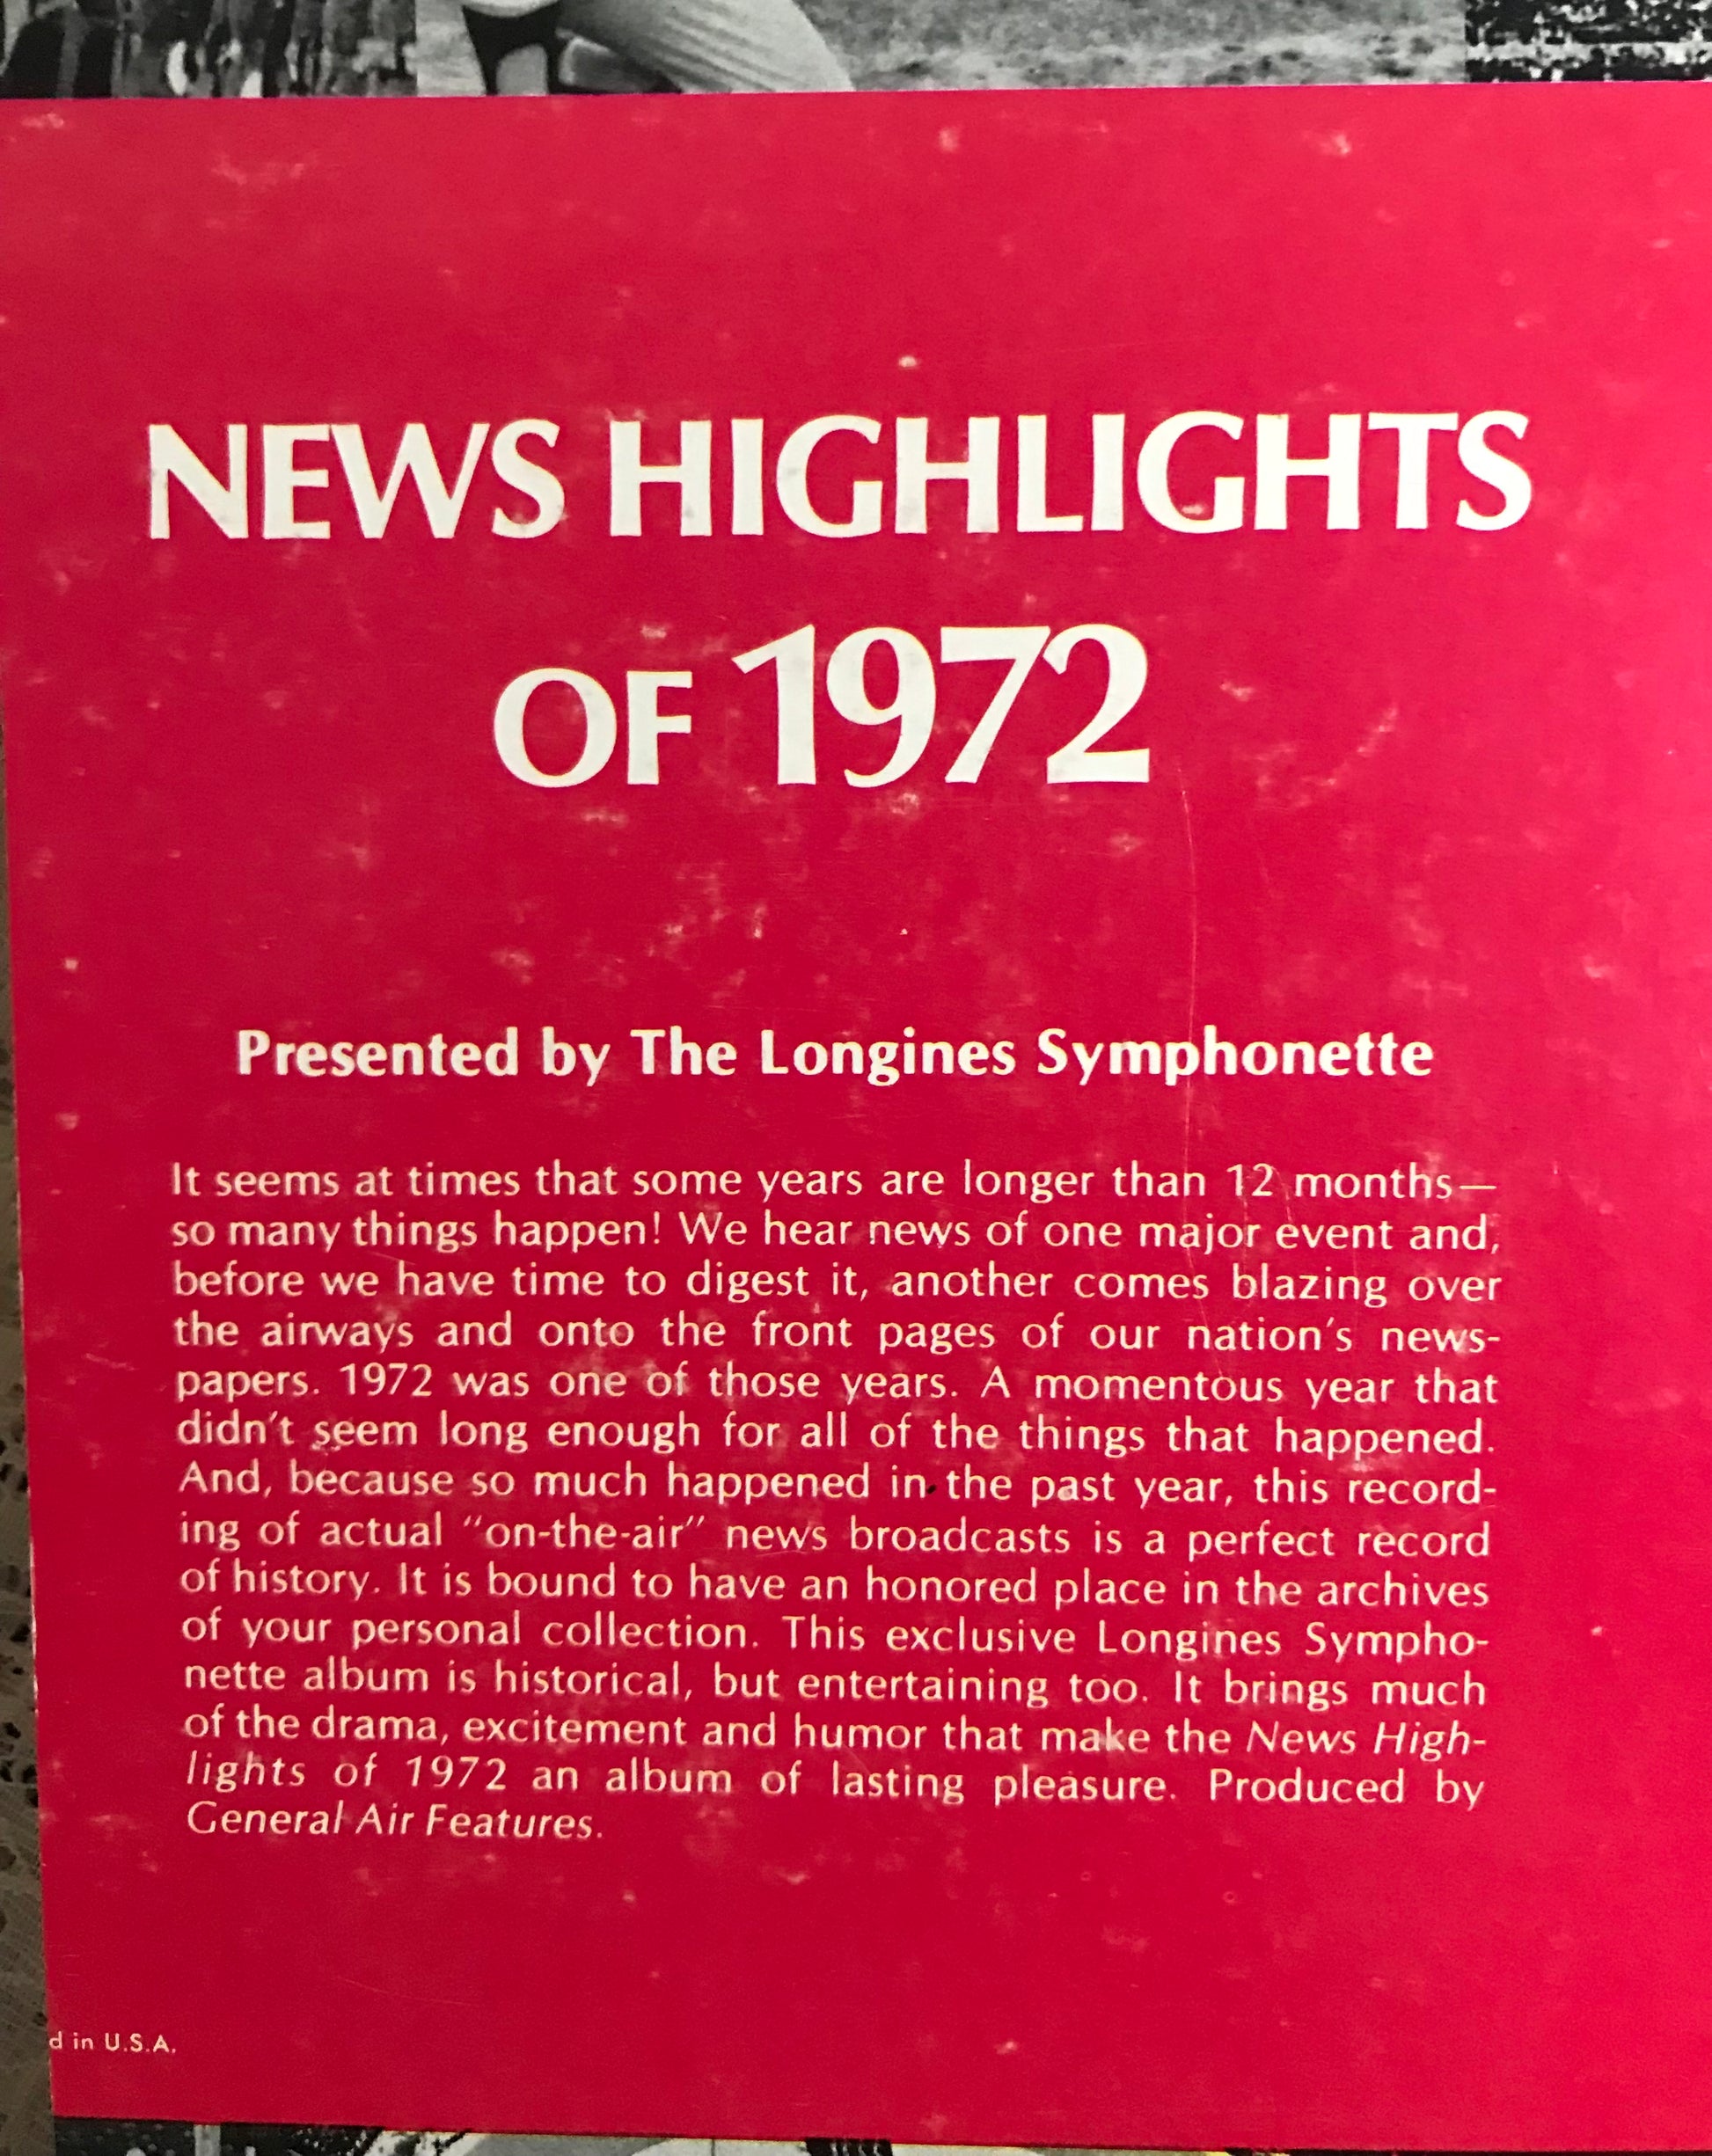 NEWS HIGHLIGHTS
OF 1972
Presented by The Longines Symphonette
It seems at times that some years are longer than 12 months—
so many things happen! We hear news of one major event and,
before we have time to digest it, another comes blazing over
the airways and onto the front pages of our nation's news-
papers. 1972 was one of those years. A momentous year that
didn't seem long enough for all of the things that happened.
And, because so much happened in the past year, this record-
ing of actual "on-the-air" news broadcasts is a perfect record
of history. It is bound to have an honored place in the archives
of your personal collection. This exclusive Longines Sympho-
nette album is historical, but entertaining too. It brings much
of the drama, excitement and humor that make the News High-
lights of 1972 an album of lasting pleasure. Produced by
General Air Features.
d in U.S.A.